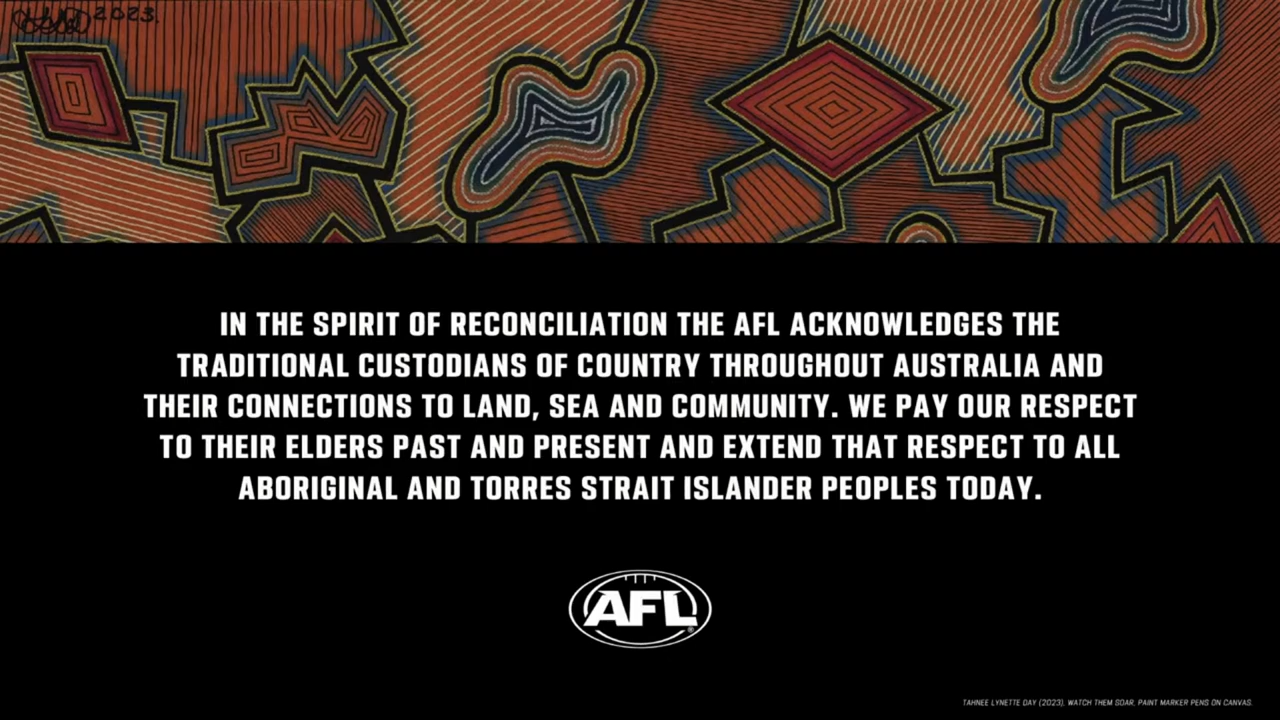 2023.
IN THE SPIRIT OF RECONCILIATION THE AFL ACKNOWLEDGES THE
TRADITIONAL CUSTODIANS OF COUNTRY THROUGHOUT AUSTRALIA AND
THEIR CONNECTIONS TO LAND, SEA AND COMMUNITY. WE PAY OUR RESPECT
TO THEIR ELDERS PAST AND PRESENT AND EXTEND THAT RESPECT TO ALL
ABORIGINAL AND TORRES STRAIT ISLANDER PEOPLES TODAY.
AFL
TAHNEE LYNETTE DAY (2023), WATCH THEM SOAR, PAINT MARKER PENS ON CANVAS.